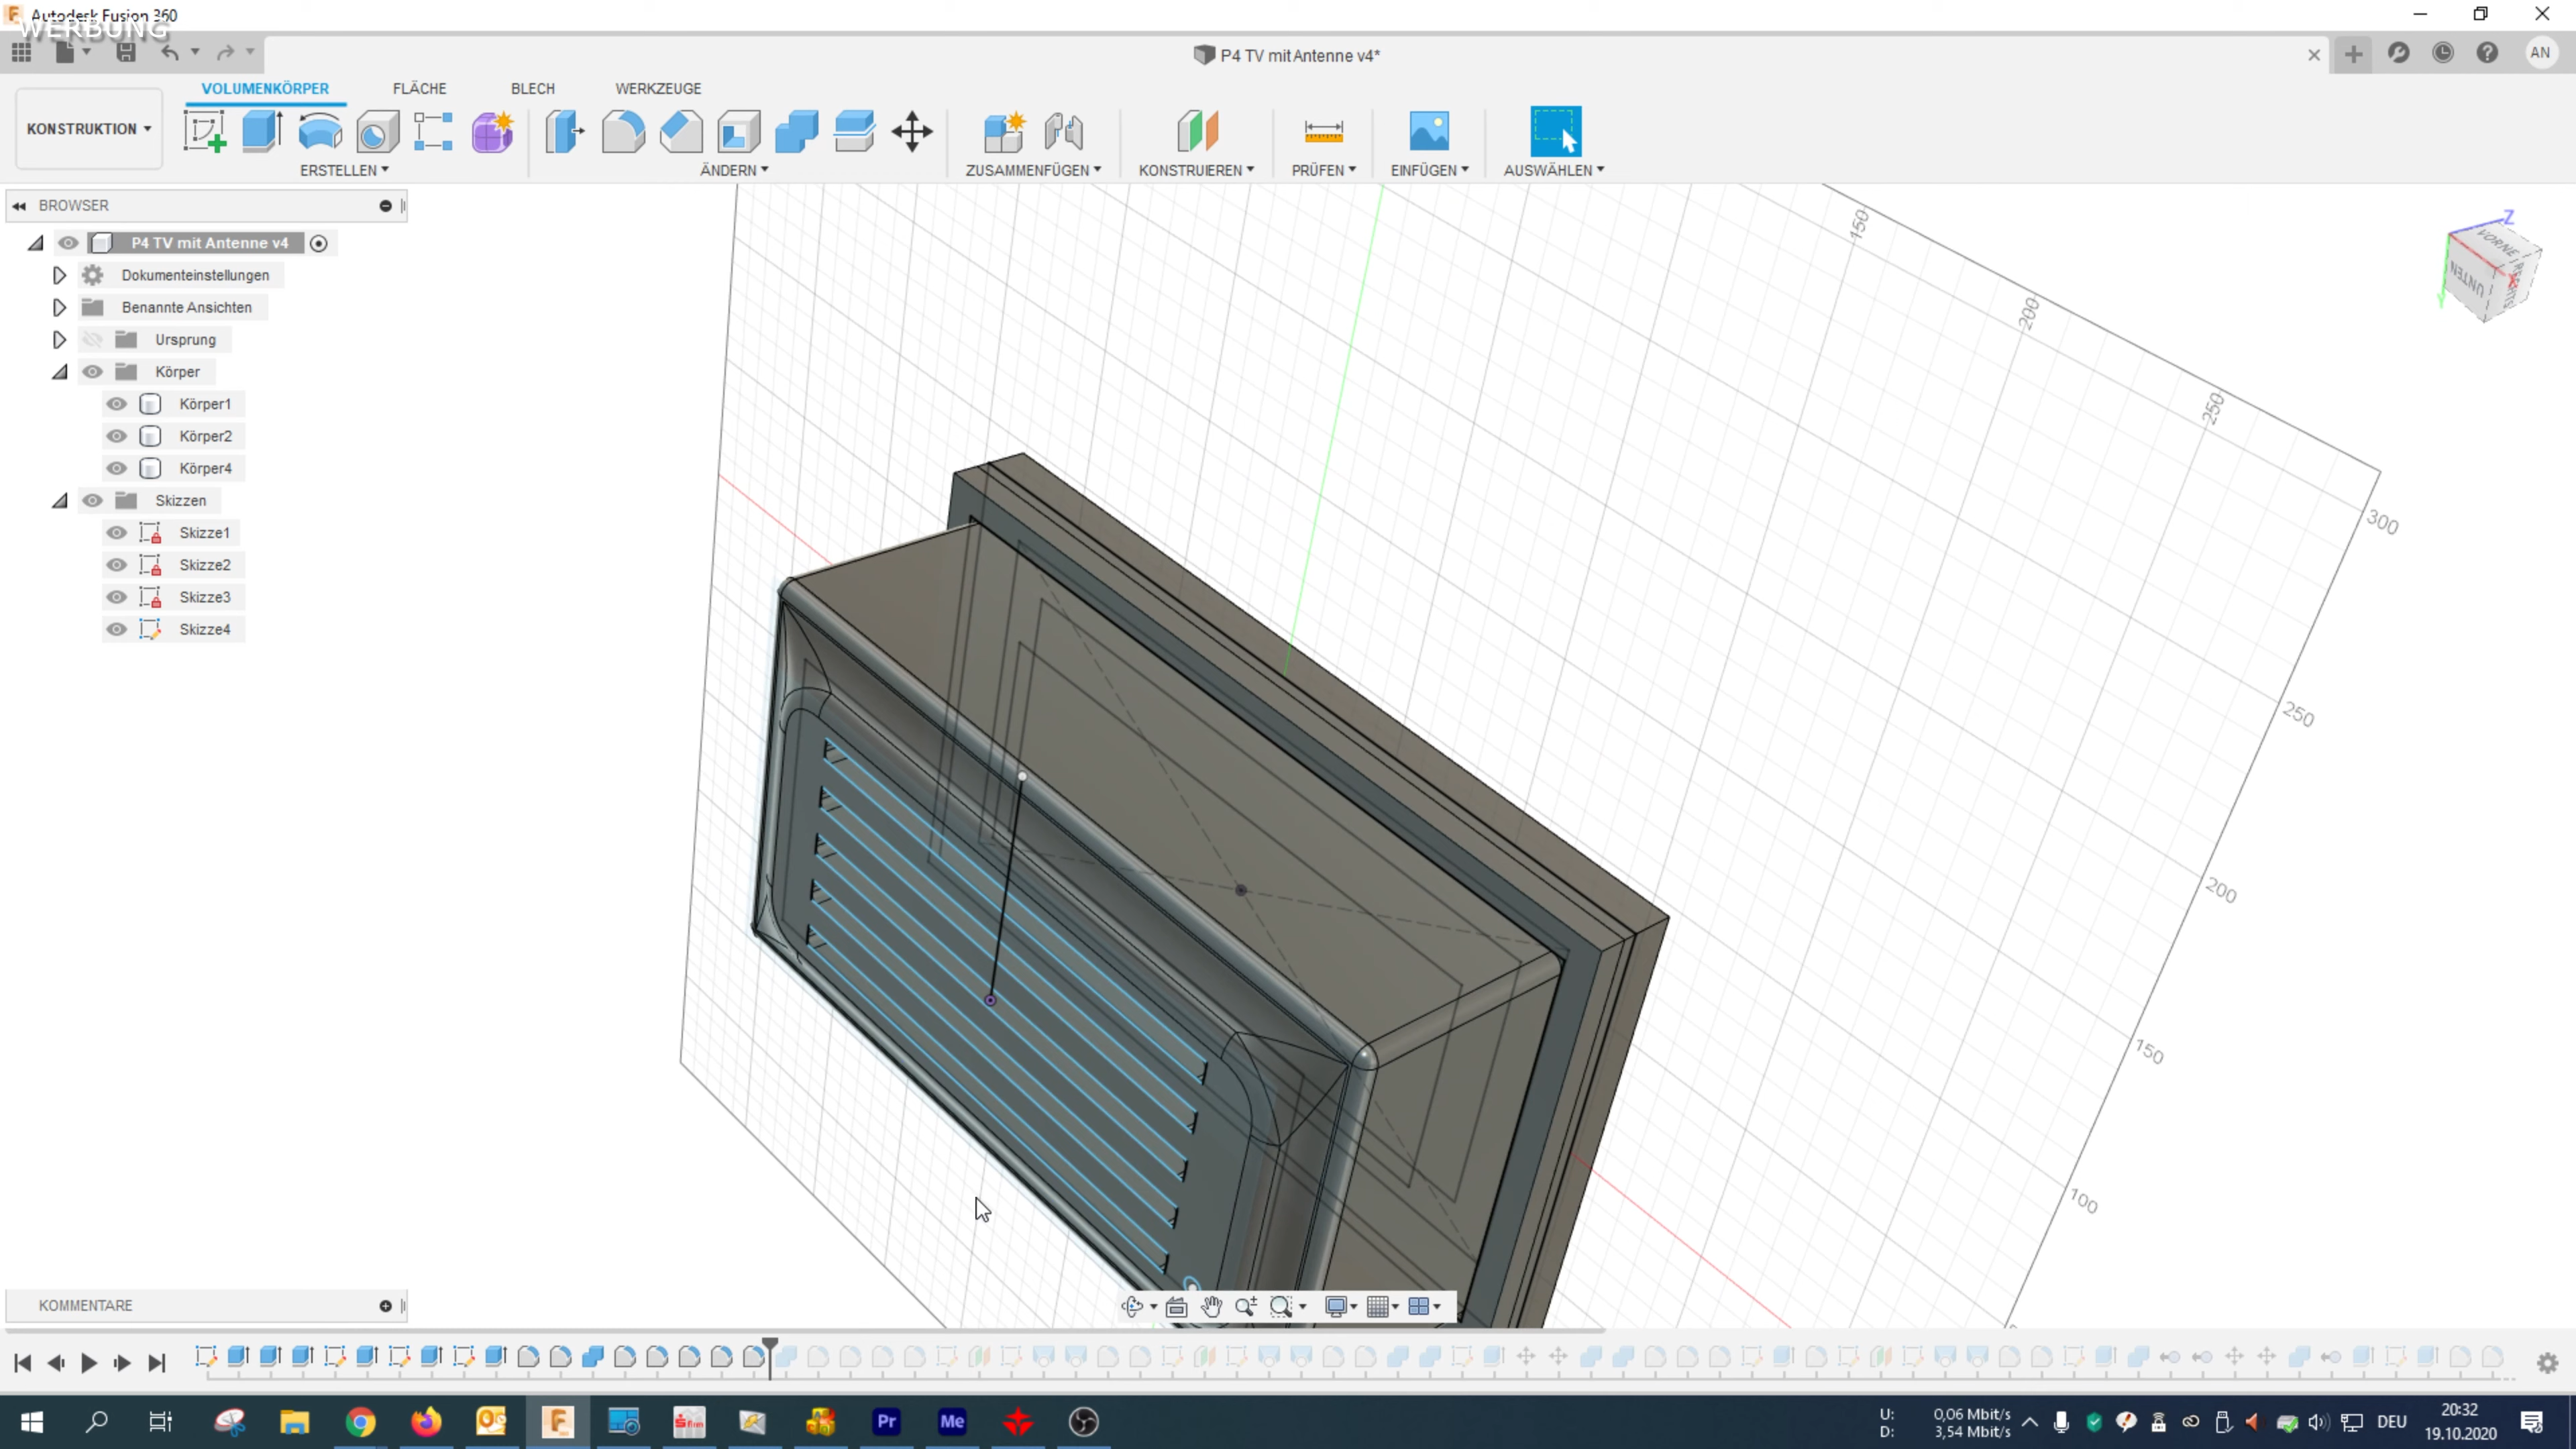 Autodesk Fusion 360
WERBUNG
P4 TV mit Antenne v4*
AN
VOLUMENKÖRPER
FLÄCHE
BLECH
WERKZEUGE
KONSTRUKTION
ERSTELLEN
ÄNDERN
ZUSAMMENFÜGEN
KONSTRUIEREN
PRÜFEN
EINFÜGEN
AUSWÄHLEN
BROWSER
P4 TV mit Antenne v4
Dokumenteinstellungen
Benannte Ansichten
Ursprung
Körper
Körper1
Körper2
Körper4
Skizzen
Skizze1
Skizze2
Skizze3
Skizze4
150
200
250
300
250
200
150
100
Z
VORNE
UNTEN
RECHTS
X
Y
KOMMENTARE
Pr
Me
U: 0,06 Mbit/s
D: 3,54 Mbit/s
DEU
20:32
19.10.2020